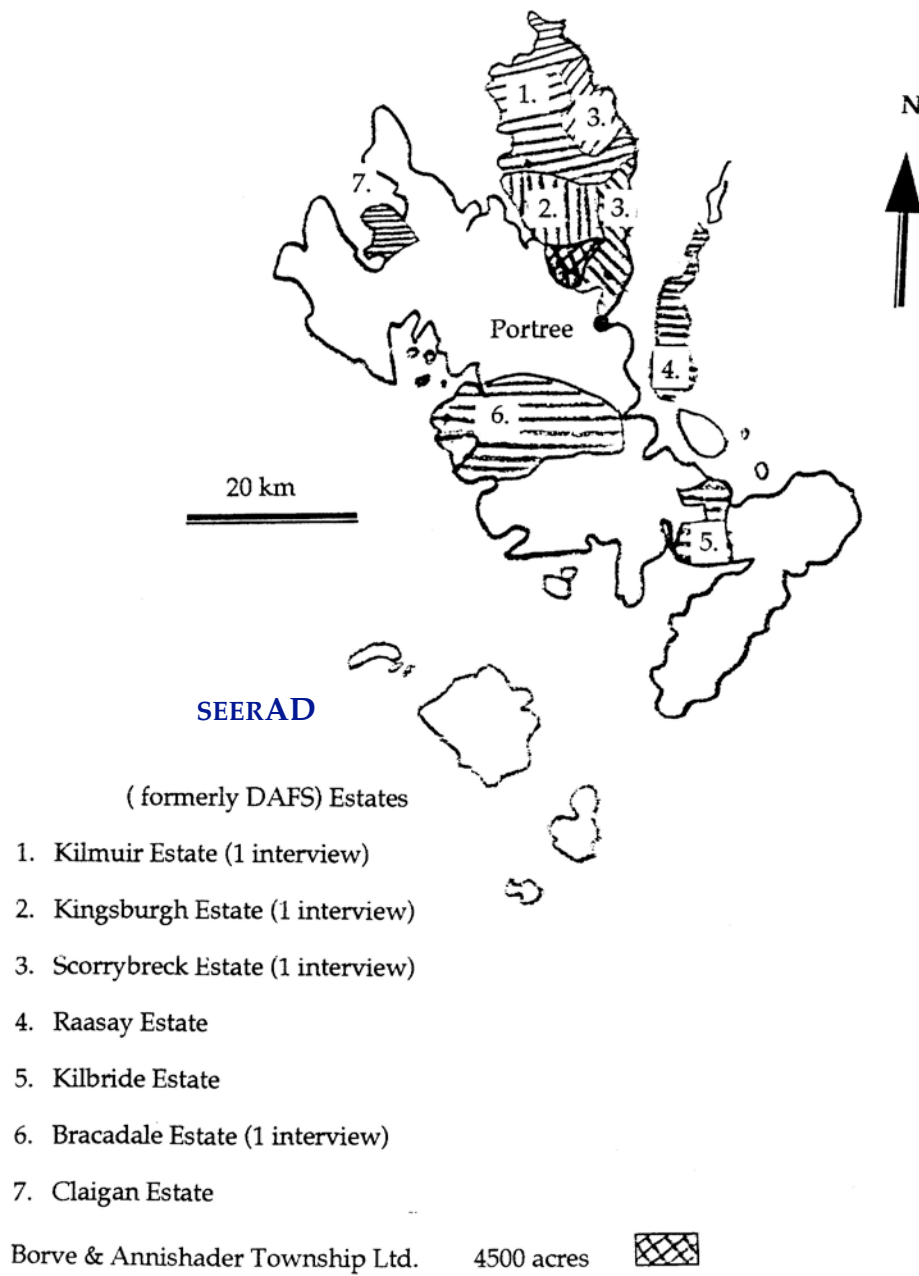 N
1.
3.
7.
2.
3.
Portree
4.
6.
20 km
5.
SEERAD
( formerly DAFS) Estates
1. Kilmuir Estate (1 interview)
2. Kingsburgh Estate (1 interview)
3. Scorrybreck Estate (1 interview)
4. Raasay Estate
5. Kilbride Estate
6. Bracadale Estate (1 interview)
7. Claigan Estate
Borve & Annishader Township Ltd. 4500 acres